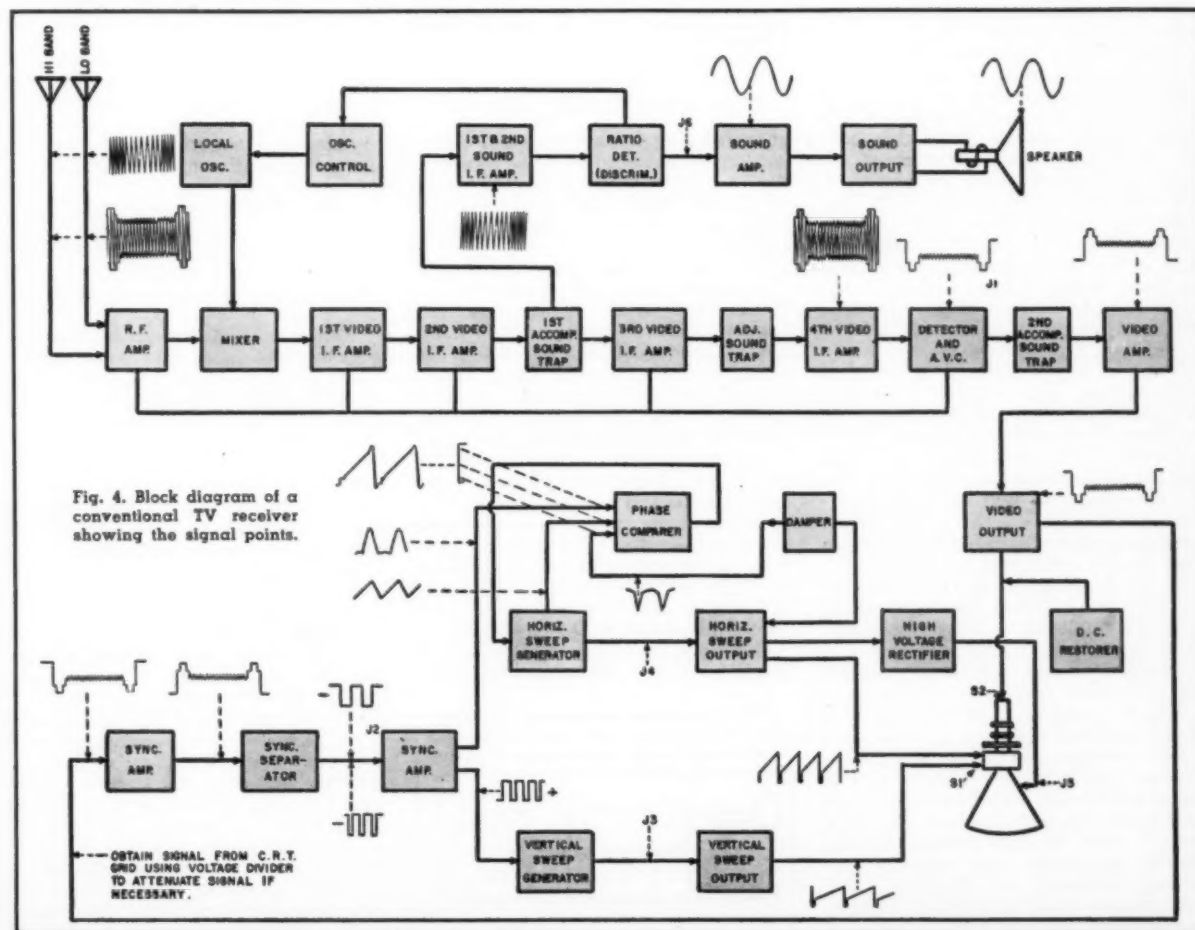 HI BAND
LO BAND
LOCAL
OSC.
OSC.
CONTROL
1ST & 2ND
SOUND
I.F. AMP.
RATIO
DET.
(DISCRIM.)
J6
SOUND
AMP.
SOUND
OUTPUT
SPEAKER
J1
R.F.
AMP.
MIXER
1ST VIDEO
I.F. AMP.
2ND VIDEO
I.F. AMP.
1ST
ACCOMP.
SOUND
TRAP
3RD VIDEO
I.F. AMP.
ADJ.
SOUND
TRAP
4TH VIDEO
I.F. AMP.
DETECTOR
AND
A.V.C.
2ND
ACCOMP.
SOUND
TRAP
VIDEO
AMP.
Fig. 4. Block diagram of a
conventional TV receiver
showing the signal points.
PHASE
COMPARER
DAMPER
VIDEO
OUTPUT
HORIZ.
SWEEP
GENERATOR
J4
HORIZ.
SWEEP
OUTPUT
HIGH
VOLTAGE
RECTIFIER
D.C.
RESTORER
S2
S1
J5
SYNC.
AMP.
SYNC.
SEPAR-
ATOR
-
J2
-
SYNC.
AMP.
+
VERTICAL
SWEEP
GENERATOR
J3
VERTICAL
SWEEP
OUTPUT
OBTAIN SIGNAL FROM C.R.T.
GRID USING VOLTAGE DIVIDER
TO ATTENUATE SIGNAL IF
NECESSARY.